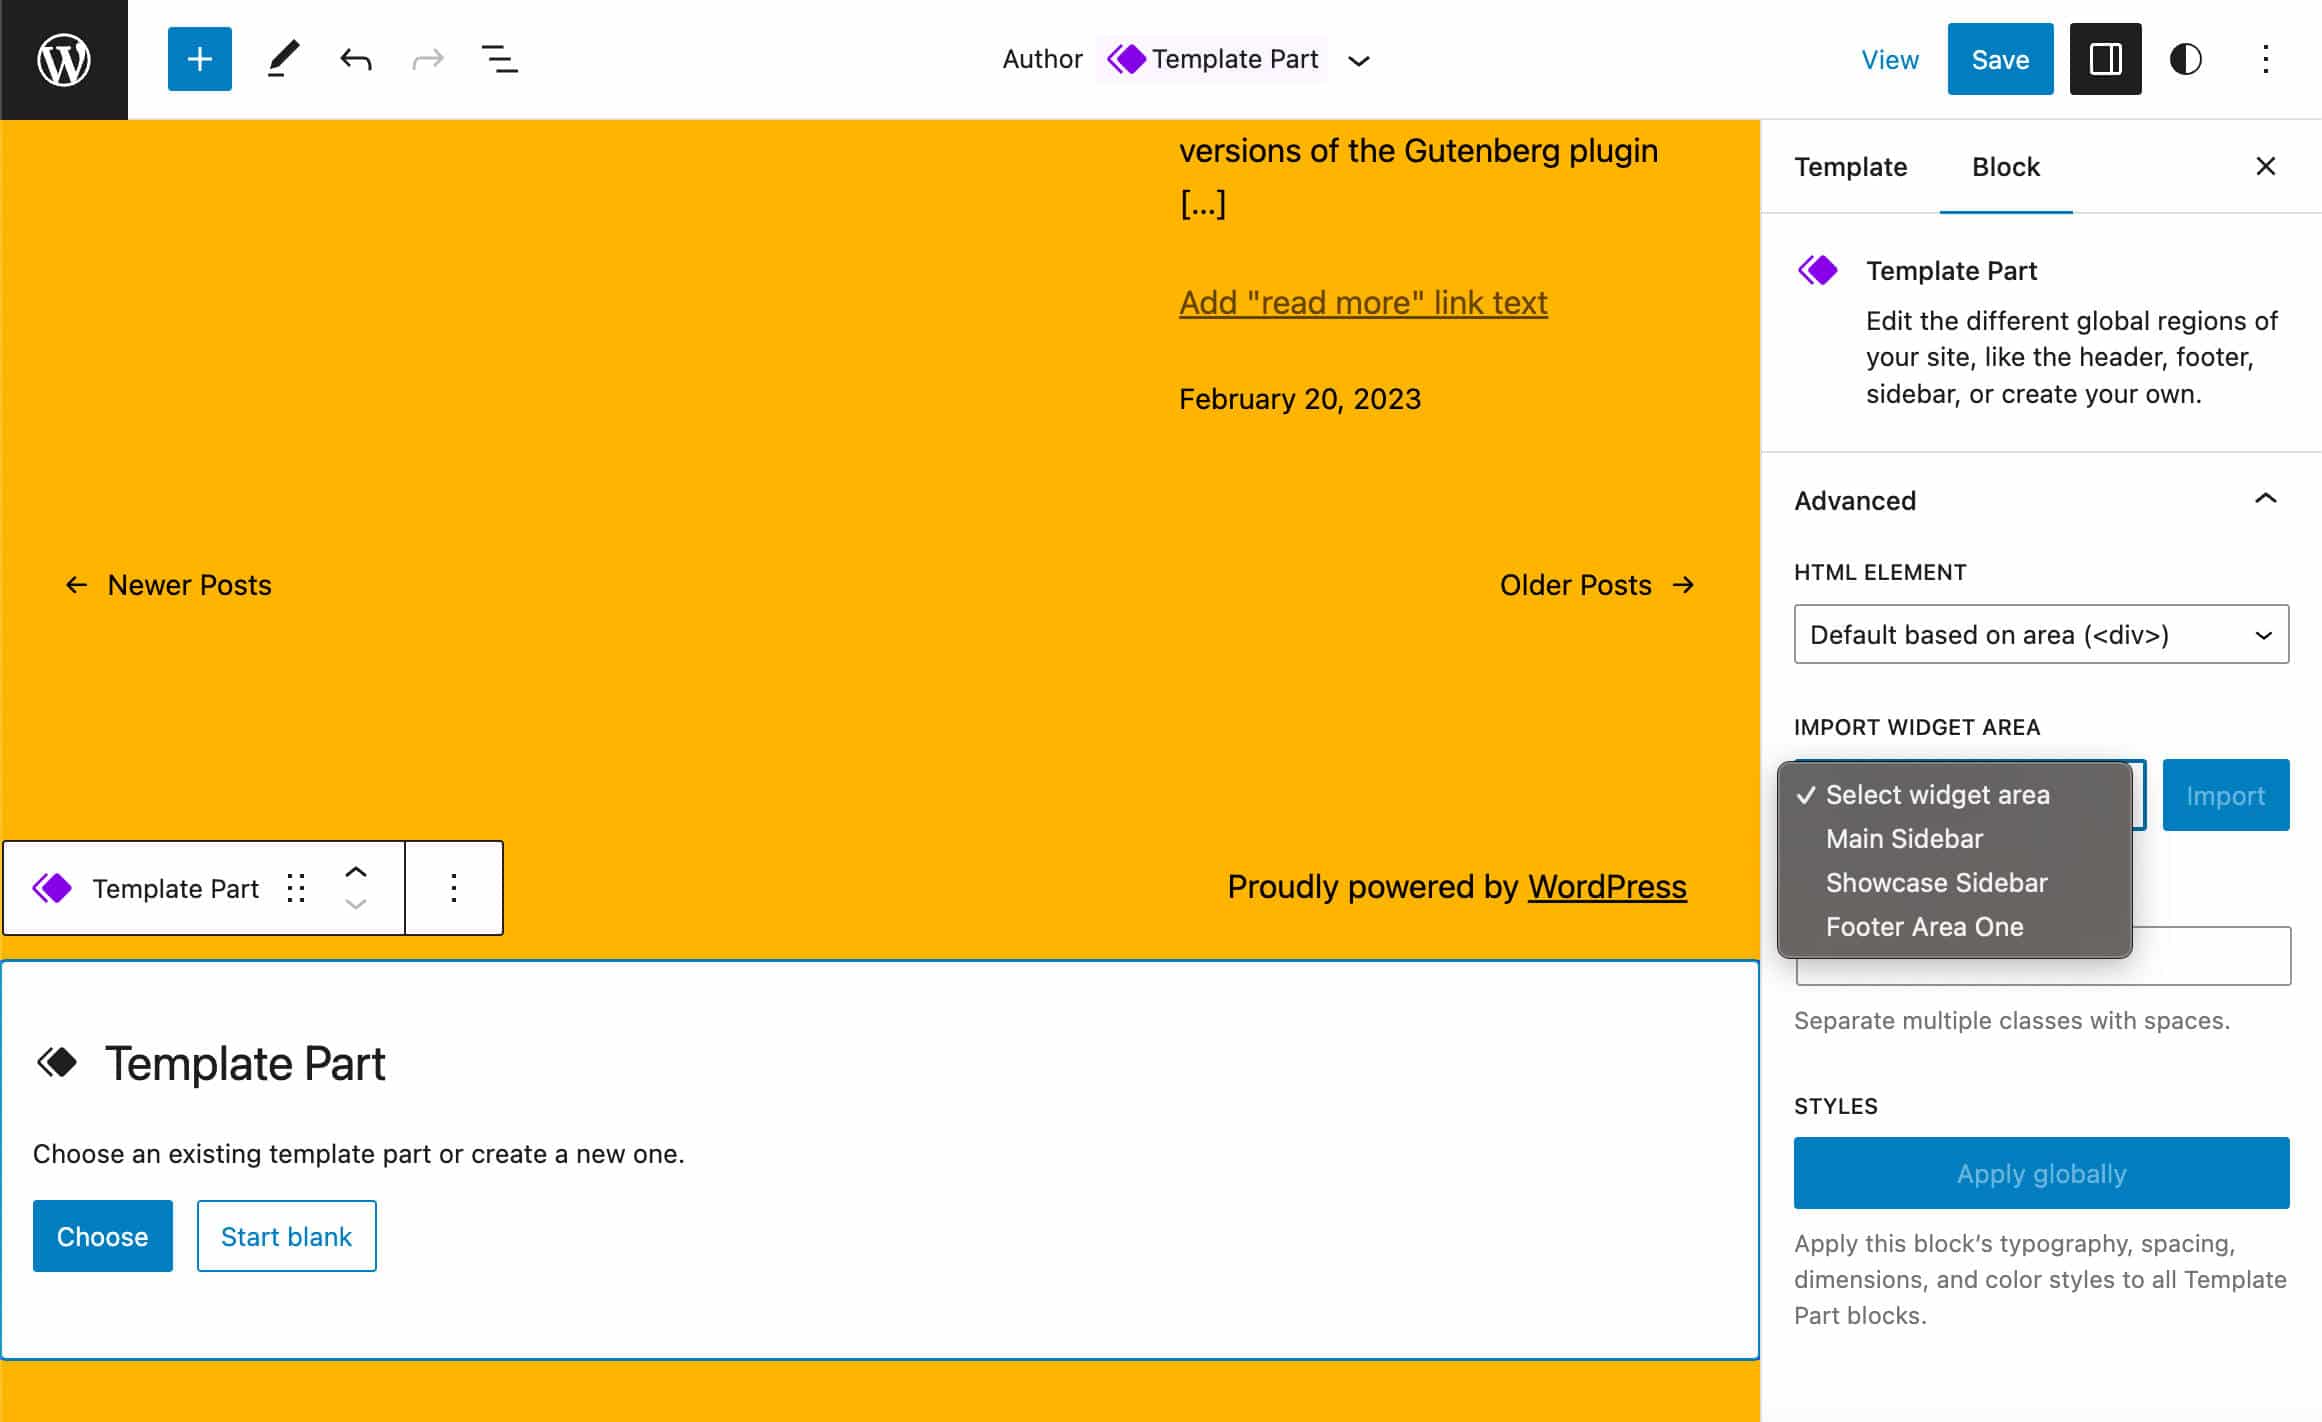 Author Template Part
View Save
versions of the Gutenberg plugin
[...]
Add "read more" link text
February 20, 2023
← Newer Posts
Older Posts →
Template Part
Proudly powered by WordPress
Template Part
Choose an existing template part or create a new one.
Choose Start blank
Template Block
Template Part
Edit the different global regions of
your site, like the header, footer,
sidebar, or create your own.
Advanced
HTML ELEMENT
Default based on area (<div>)
IMPORT WIDGET AREA
✓ Select widget area
Import
Main Sidebar
Showcase Sidebar
Footer Area One
Separate multiple classes with spaces.
STYLES
Apply globally
Apply this block’s typography, spacing,
dimensions, and color styles to all Template
Part blocks.